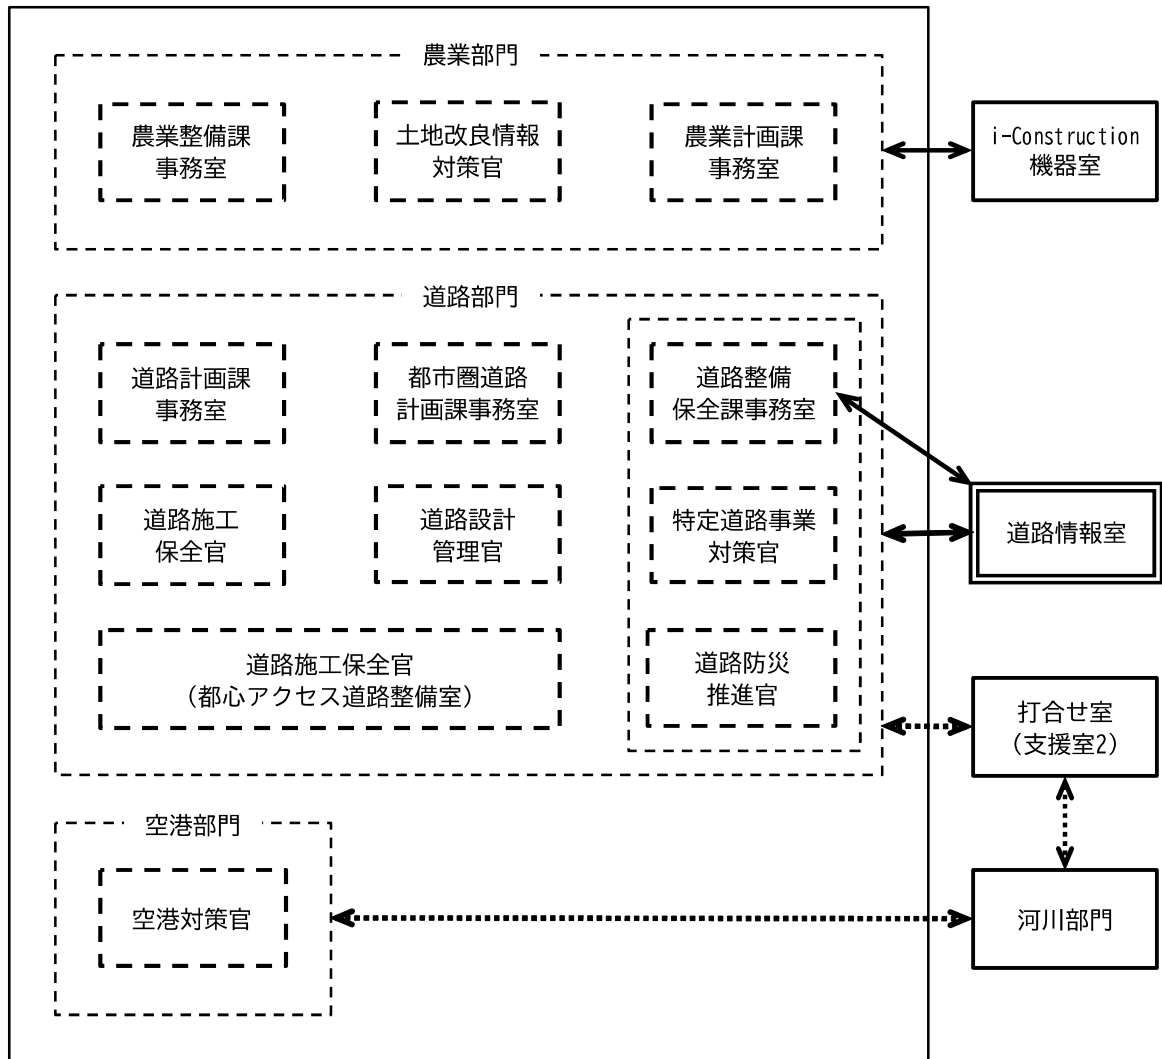 農業部門
農業整備課
事務室
土地改良情報
対策官
農業計画課
事務室
i-Construction
機器室
道路部門
道路計画課
事務室
都市圏道路
計画課事務室
道路整備
保全課事務室
道路施工
保全官
道路設計
管理官
特定道路事業
対策官
道路情報室
道路施工保全官
（都心アクセス道路整備室）
道路防災
推進官
打合せ室
（支援室2）
空港部門
空港対策官
河川部門